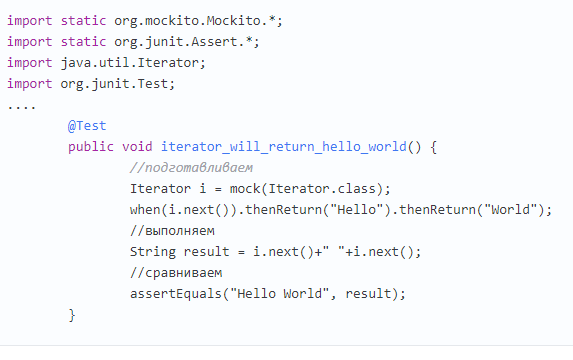 import static org.mockito.Mockito.*;
import static org.junit.Assert.*;
import java.util.Iterator;
import org.junit.Test;
....
@Test
public void iterator_will_return_hello_world() {
//подготавливаем
Iterator i = mock(Iterator.class);
when(i.next()).thenReturn("Hello").thenReturn("World");
//выполняем
String result = i.next()+" "+i.next();
//сравниваем
assertEquals("Hello World", result);
}